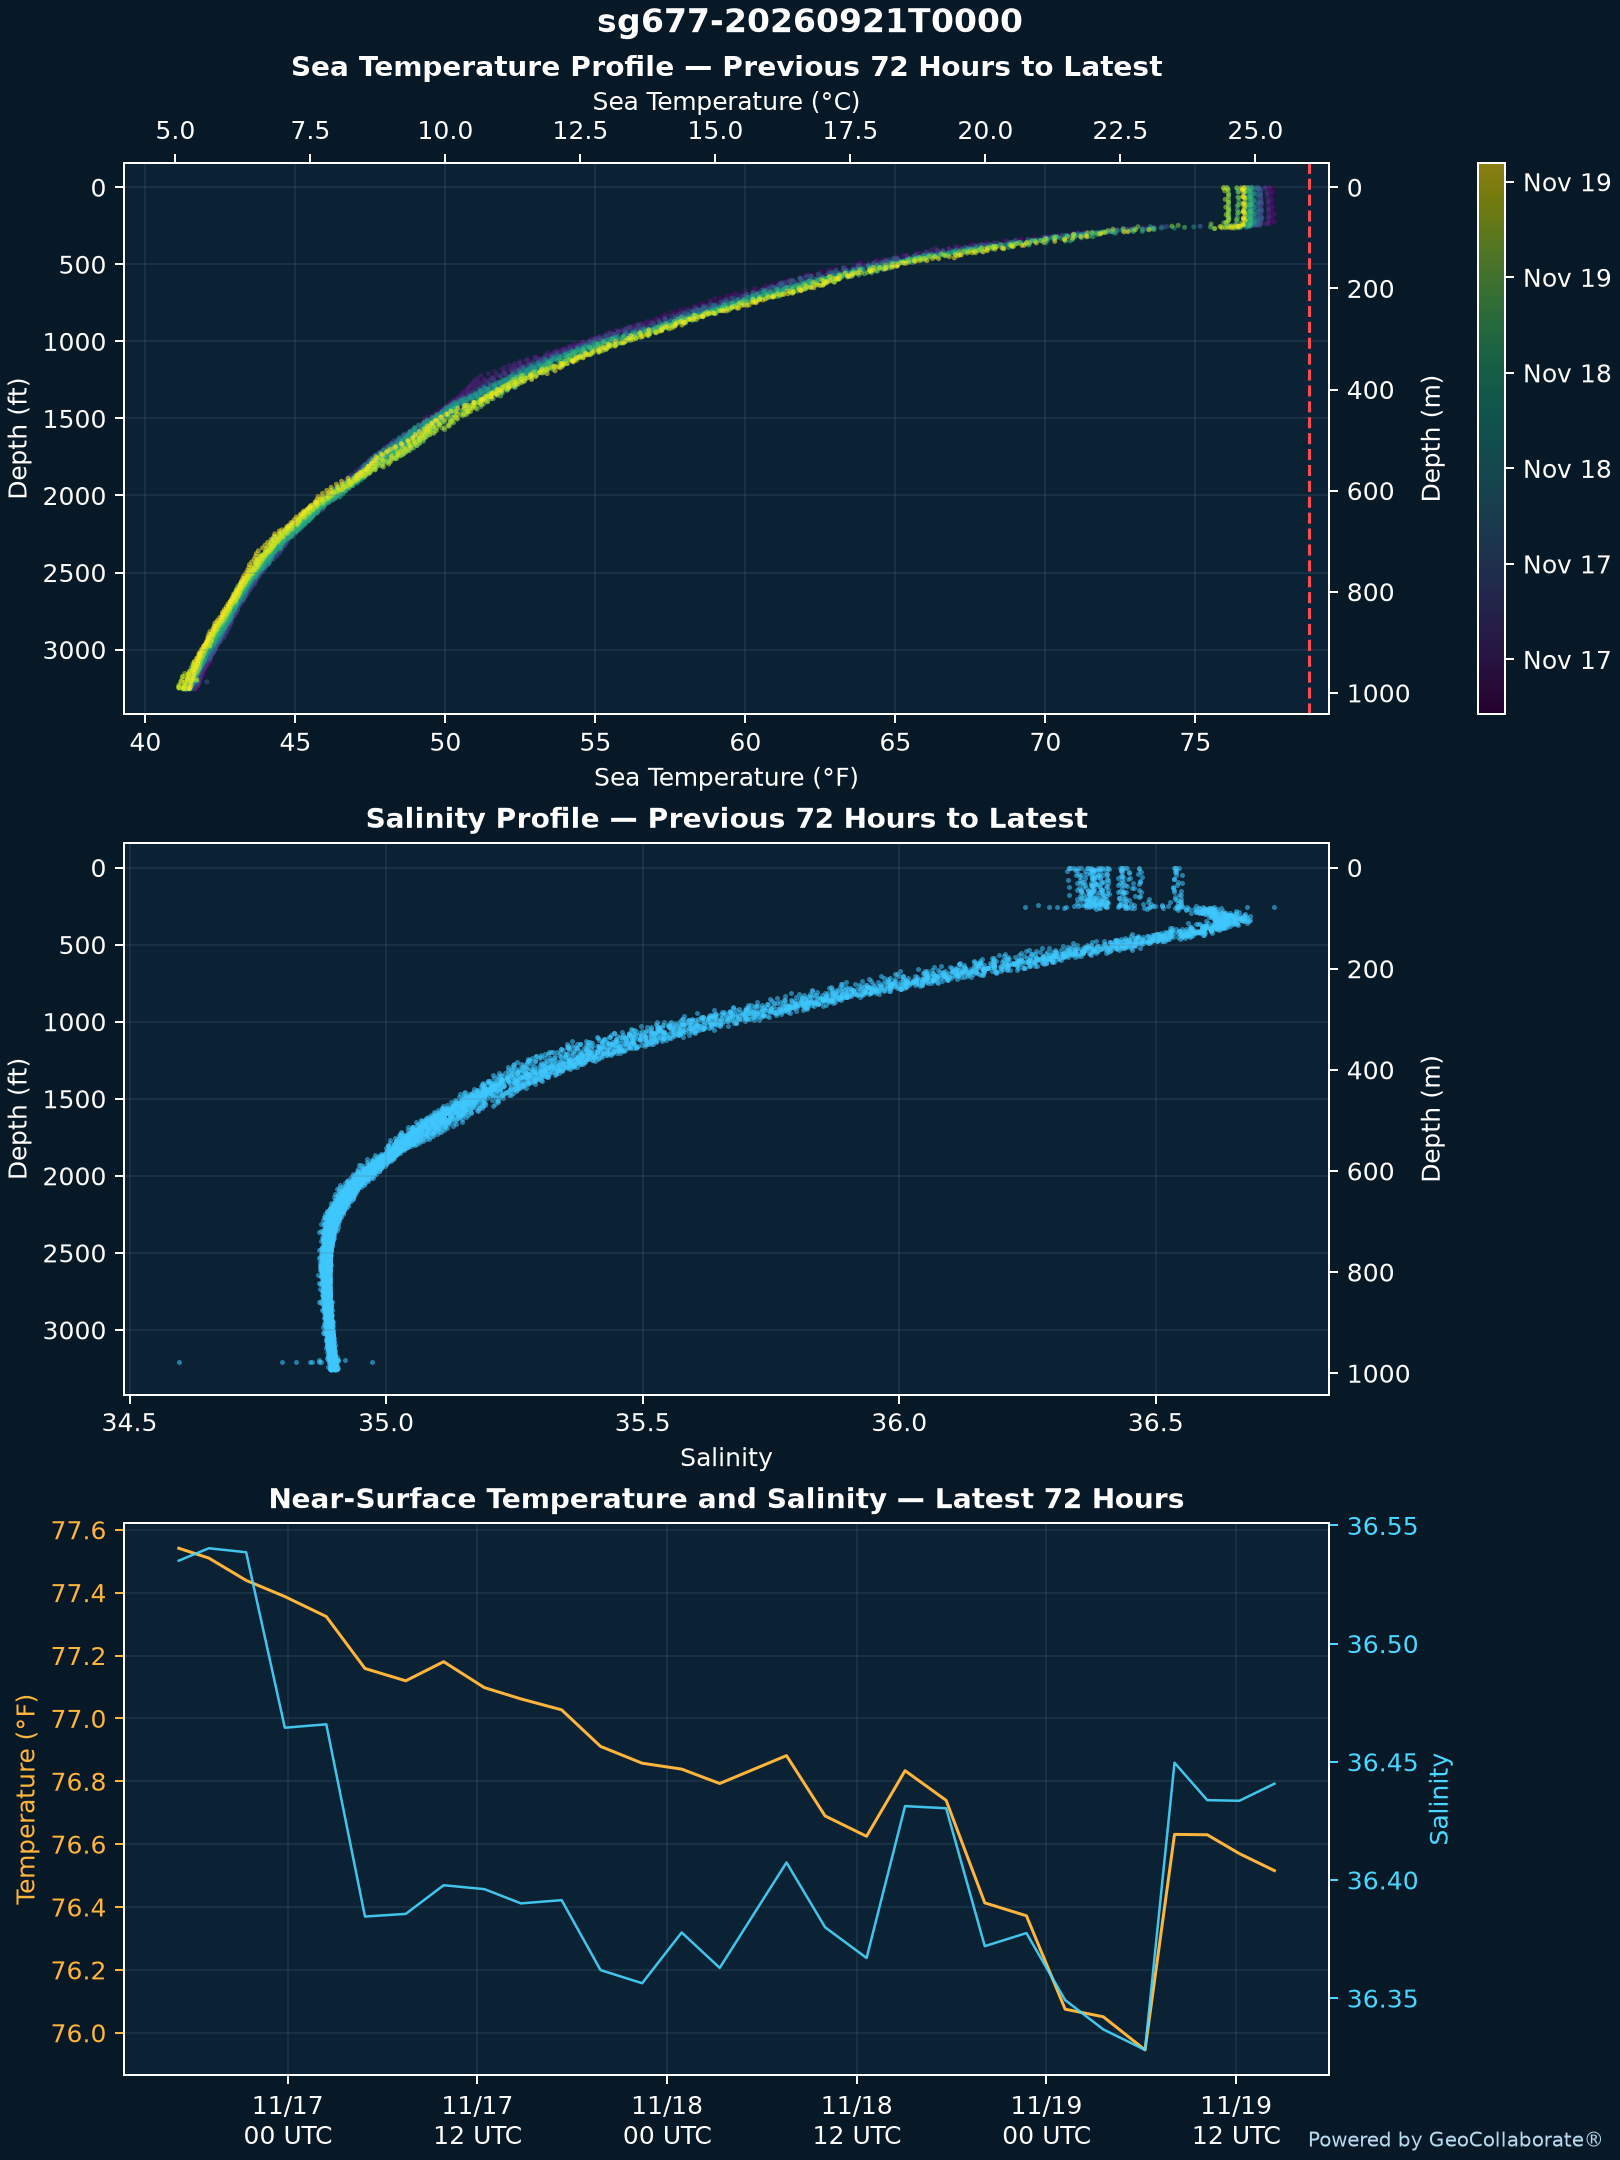 sg677-20260921T0000
Sea Temperature Profile — Previous 72 Hours to Latest
Sea Temperature (°C)
5.0 7.5 10.0 12.5 15.0 17.5 20.0 22.5 25.0
0
500
1000
1500
2000
2500
3000
Depth (ft)
0
200
400
600
800
1000
Depth (m)
Nov 19
Nov 19
Nov 18
Nov 18
Nov 17
Nov 17
40 45 50 55 60 65 70 75
Sea Temperature (°F)
Salinity Profile — Previous 72 Hours to Latest
0
500
1000
1500
2000
2500
3000
Depth (ft)
0
200
400
600
800
1000
Depth (m)
34.5 35.0 35.5 36.0 36.5
Salinity
Near-Surface Temperature and Salinity — Latest 72 Hours
77.6
77.4
77.2
77.0
76.8
76.6
76.4
76.2
76.0
Temperature (°F)
36.55
36.50
36.45
36.40
36.35
Salinity
11/17 11/17 11/18 11/18 11/19 11/19
00 UTC 12 UTC 00 UTC 12 UTC 00 UTC 12 UTC
Powered by GeoCollaborate®